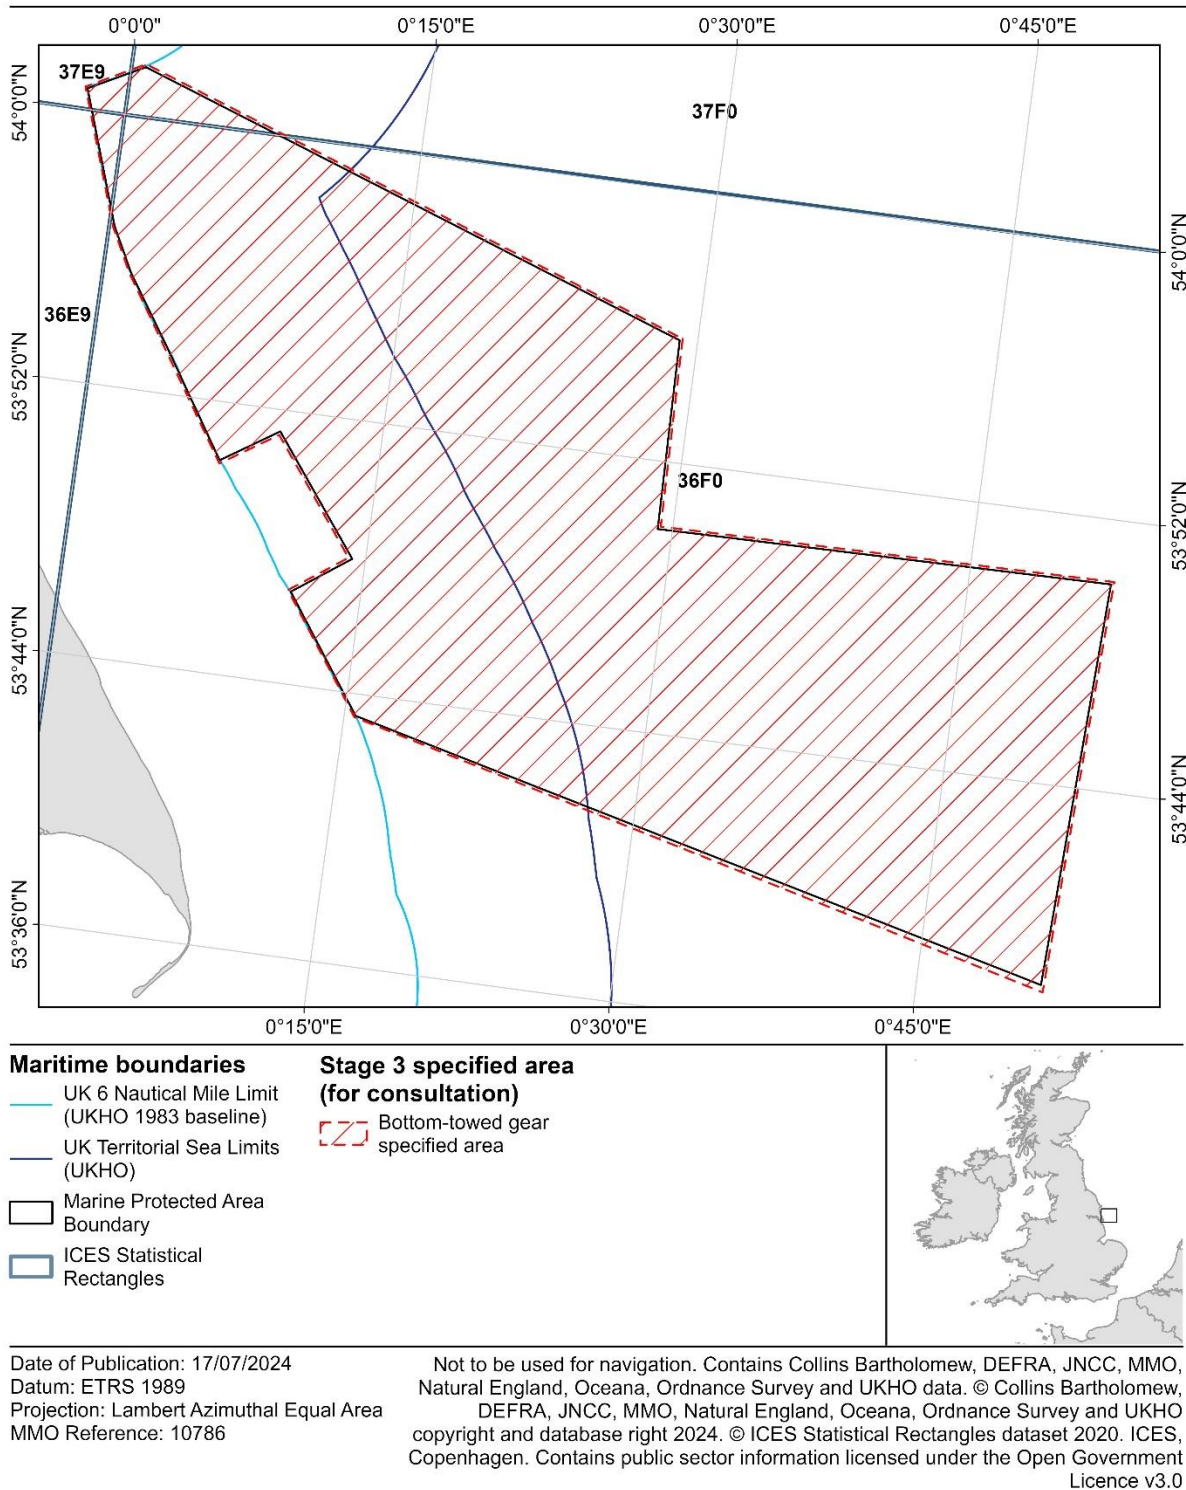 0°0'0" 0°15'0"E 0°30'0"E 0°45'0"E
37E9
37F0
54°0'0"N
54°0'0"N
36E9
53°52'0"N
36F0
53°52'0"N
53°44'0"N
53°44'0"N
53°36'0"N
0°15'0"E 0°30'0"E 0°45'0"E
Maritime boundaries
UK 6 Nautical Mile Limit
(UKHO 1983 baseline)
UK Territorial Sea Limits
(UKHO)
Marine Protected Area
Boundary
ICES Statistical
Rectangles
Stage 3 specified area
(for consultation)
Bottom-towed gear
specified area
Date of Publication: 17/07/2024
Datum: ETRS 1989
Projection: Lambert Azimuthal Equal Area
MMO Reference: 10786
Not to be used for navigation. Contains Collins Bartholomew, DEFRA, JNCC, MMO,
Natural England, Oceana, Ordnance Survey and UKHO data. © Collins Bartholomew,
DEFRA, JNCC, MMO, Natural England, Oceana, Ordnance Survey and UKHO
copyright and database right 2024. © ICES Statistical Rectangles dataset 2020. ICES,
Copenhagen. Contains public sector information licensed under the Open Government
Licence v3.0